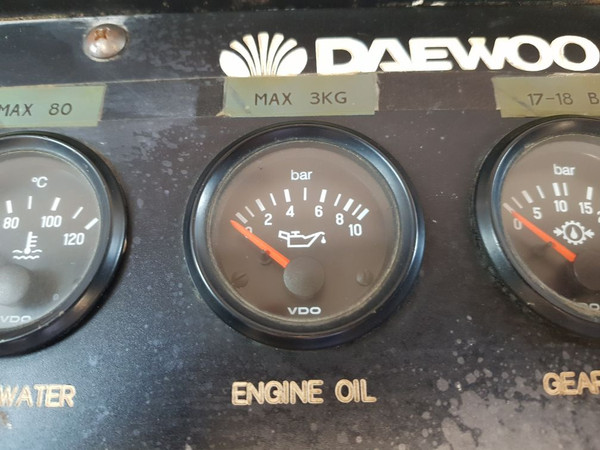 DAEWOO
MAX 80
MAX 3KG
17-18
°C
80 100
120
bar
0 2 4 6 8 10
VDO
bar
0 5 10 15
VDO
WATER
ENGINE OIL